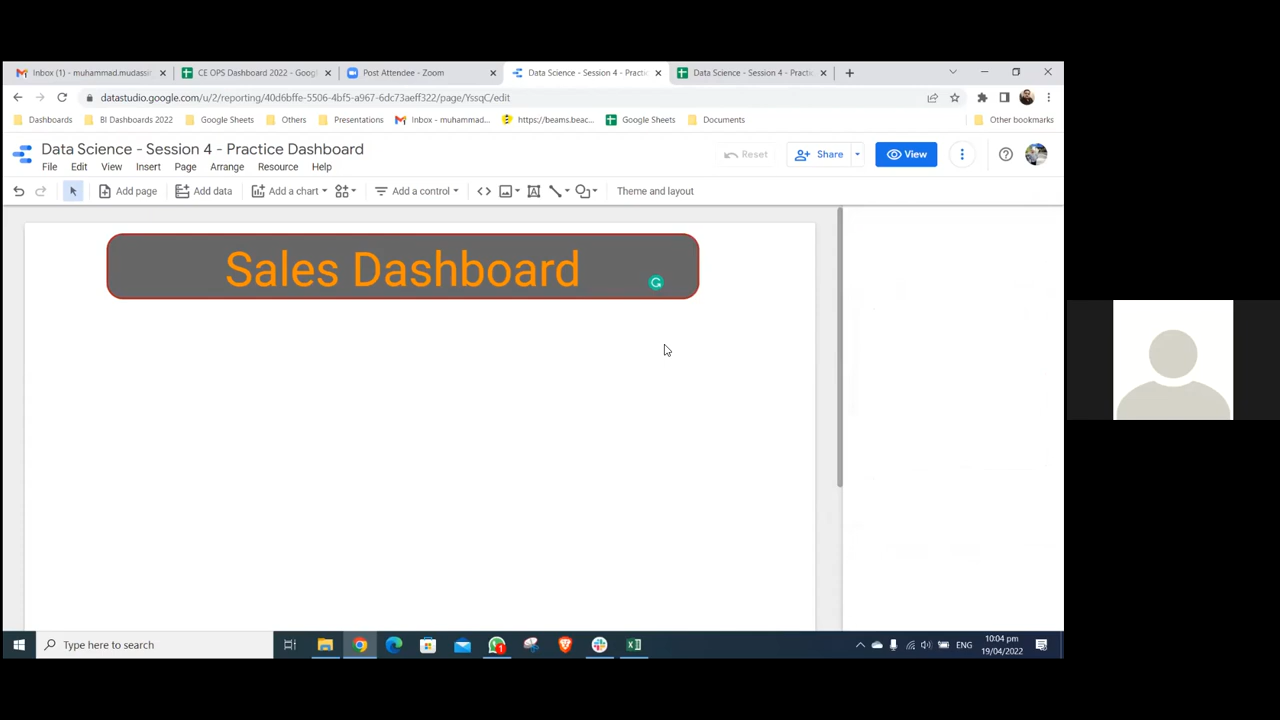 Inbox (1) - muhammad.mudassir
CE OPS Dashboard 2022 - Googl
Post Attendee - Zoom
Data Science - Session 4 - Practi
Data Science - Session 4 - Practic
datastudio.google.com/u/2/reporting/40d6bffe-5506-4bf5-a967-6dc73aeff322/page/YssqC/edit
Dashboards BI Dashboards 2022 Google Sheets Others Presentations Inbox - muhammad... https://beams.beac... Google Sheets Documents Other bookmarks
Data Science - Session 4 - Practice Dashboard
Reset Share View
File Edit View Insert Page Arrange Resource Help
Add page Add data Add a chart Add a control Theme and layout
Sales Dashboard
Type here to search
ENG
10:04 pm
19/04/2022